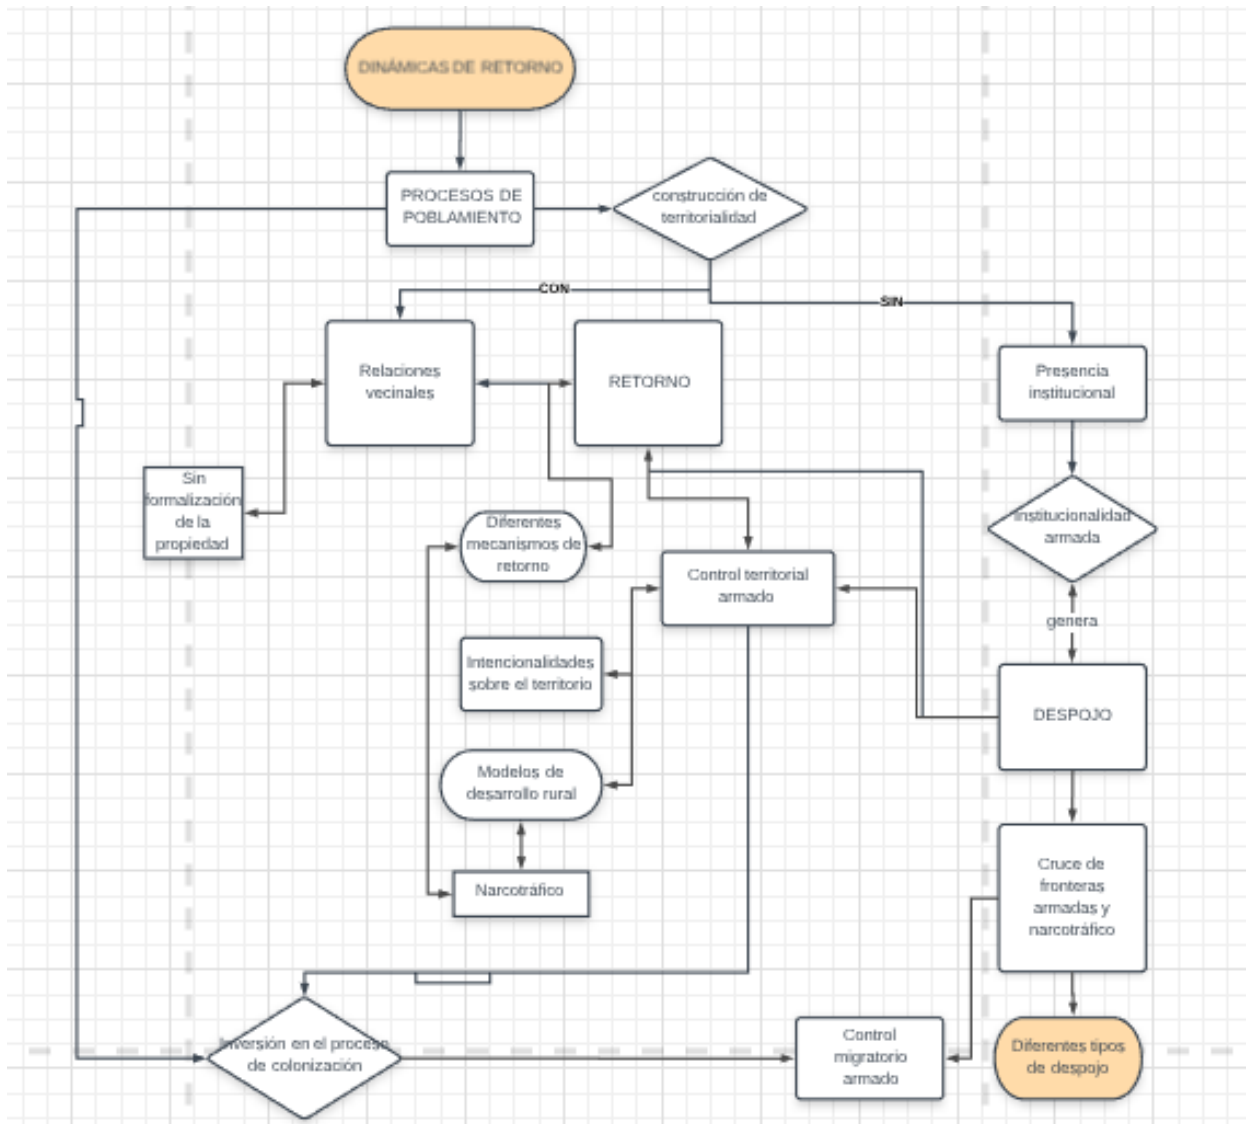 DINÁMICAS DE RETORNO
PROCESOS DE
POBLAMIENTO
construcción de
territorialidad
CON
SIN
Relaciones
vecinales
RETORNO
Presencia
institucional
Sin
formalización
de la
propiedad
Diferentes
mecanismos de
retorno
Institucionalidad
armada
Control territorial
armado
genera
Intencionalidades
sobre el territorio
DESPOJO
Modelos de
desarrollo rural
Narcotráfico
Cruce de
fronteras
armadas y
narcotráfico
Inversión en el proceso
de colonización
Control
migratorio
armado
Diferentes tipos
de despojo